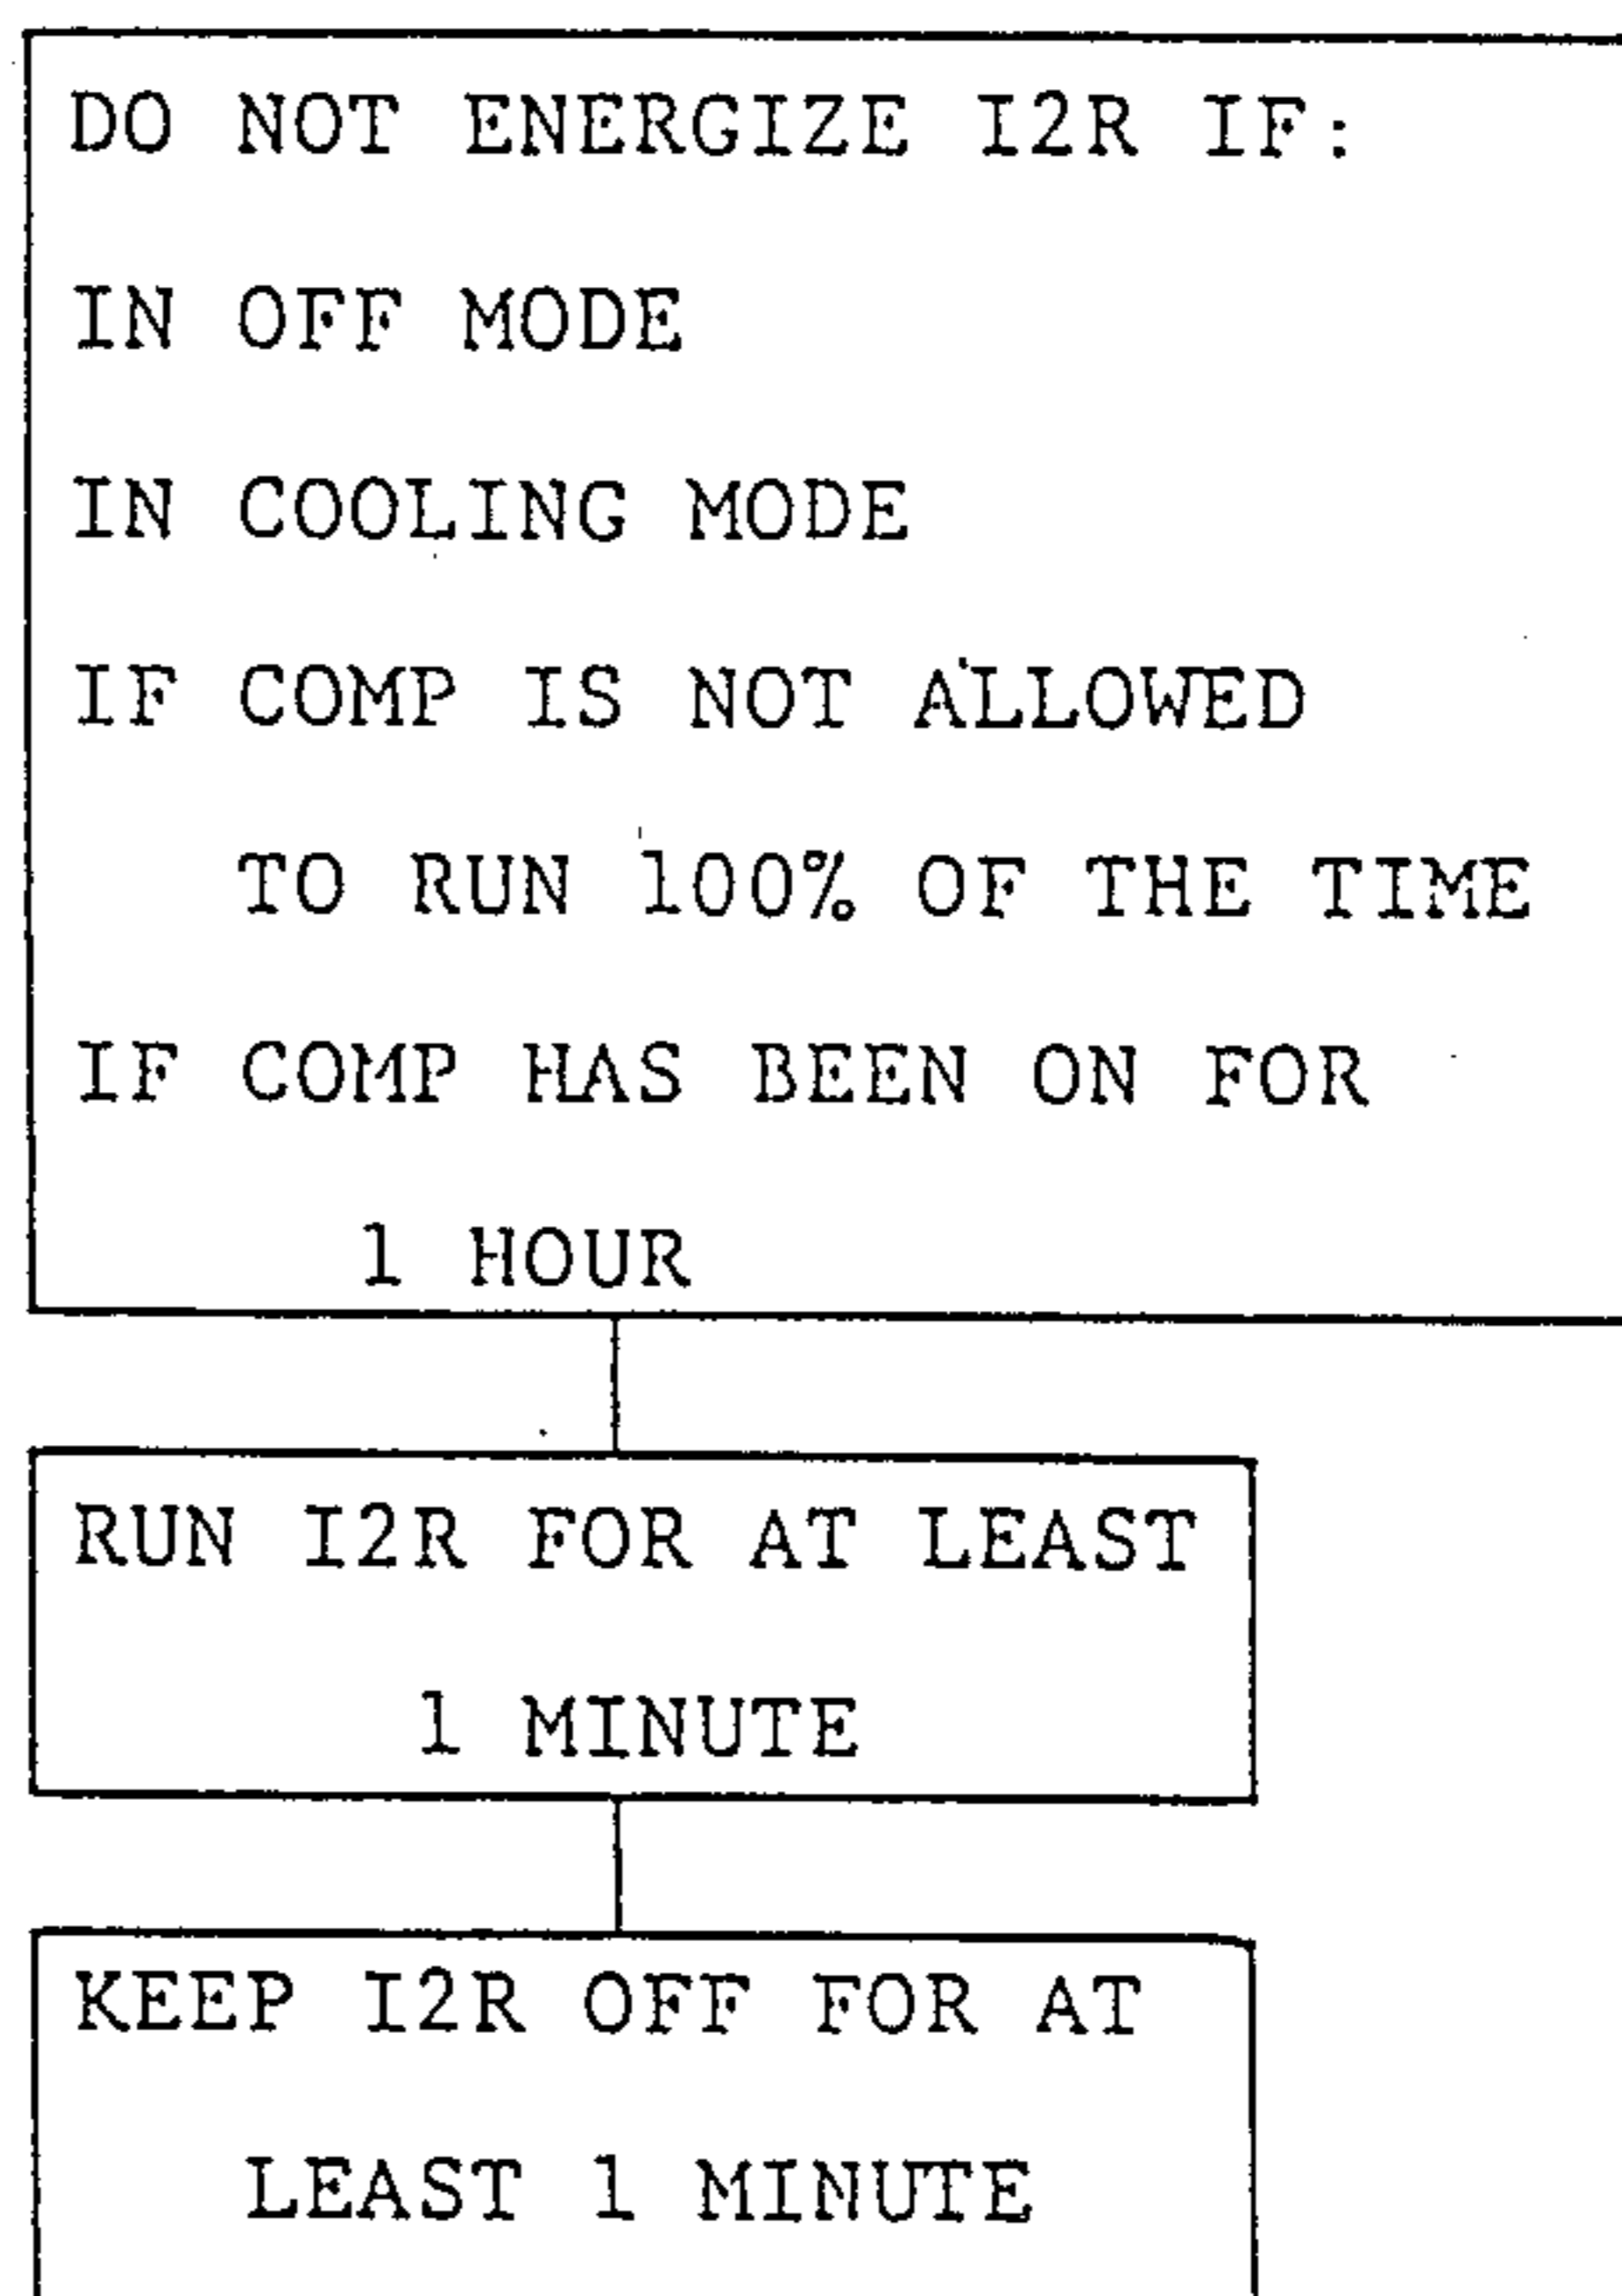 DO NOT ENERGIZE I2R IF:
IN OFF MODE
IN COOLING MODE
IF COMP IS NOT ALLOWED
TO RUN 100% OF THE TIME
IF COMP HAS BEEN ON FOR
1 HOUR
RUN I2R FOR AT LEAST
1 MINUTE
KEEP I2R OFF FOR AT
LEAST 1 MINUTE